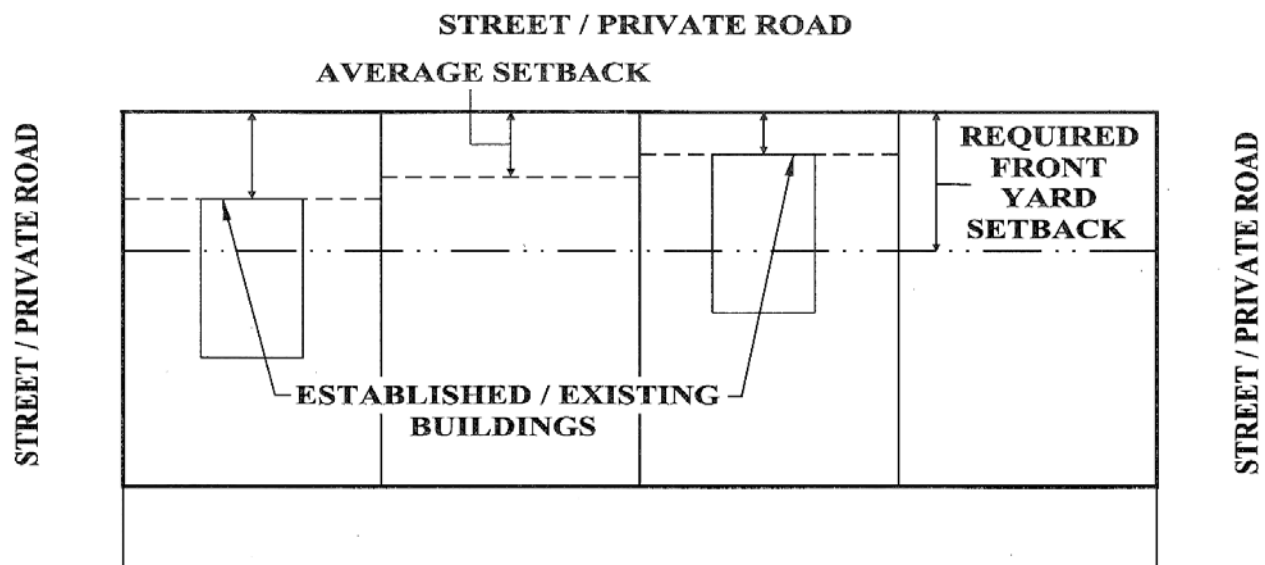 STREET / PRIVATE ROAD
AVERAGE SETBACK
STREET / PRIVATE ROAD
REQUIRED
FRONT
YARD
SETBACK
STREET / PRIVATE ROAD
ESTABLISHED / EXISTING
BUILDINGS